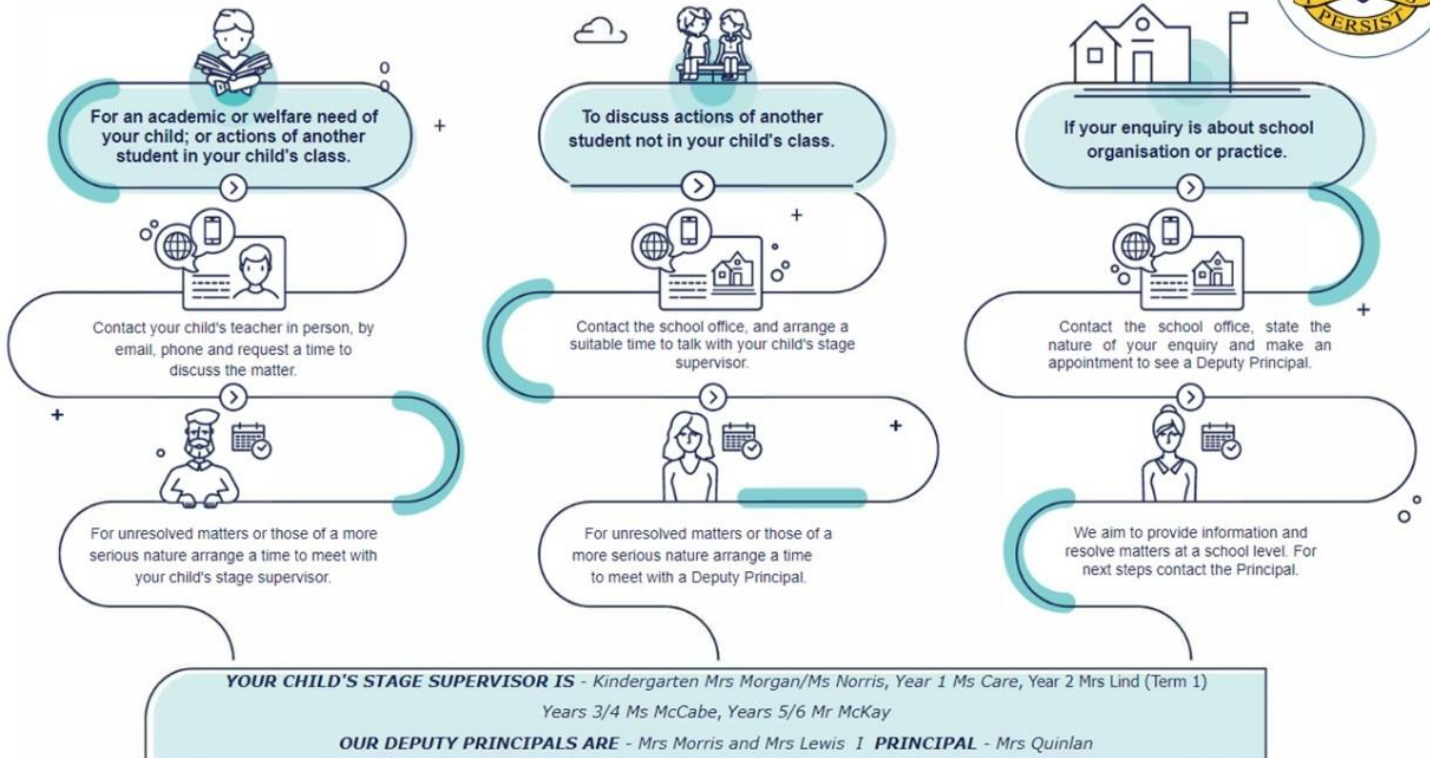 PERSIST
For an academic or welfare need of
your child; or actions of another
student in your child's class.
Contact your child's teacher in person, by
email, phone and request a time to
discuss the matter.
For unresolved matters or those of a more
serious nature arrange a time to meet with
your child's stage supervisor.
To discuss actions of another
student not in your child's class.
Contact the school office, and arrange a
suitable time to talk with your child's stage
supervisor.
For unresolved matters or those of a
more serious nature arrange a time
to meet with a Deputy Principal.
If your enquiry is about school
organisation or practice.
Contact the school office, state the
nature of your enquiry and make an
appointment to see a Deputy Principal.
We aim to provide information and
resolve matters at a school level. For
next steps contact the Principal.
YOUR CHILD'S STAGE SUPERVISOR IS - Kindergarten Mrs Morgan/Ms Norris, Year 1 Ms Care, Year 2 Mrs Lind (Term 1)
Years 3/4 Ms McCabe, Years 5/6 Mr McKay
OUR DEPUTY PRINCIPALS ARE - Mrs Morris and Mrs Lewis I PRINCIPAL - Mrs Quinlan